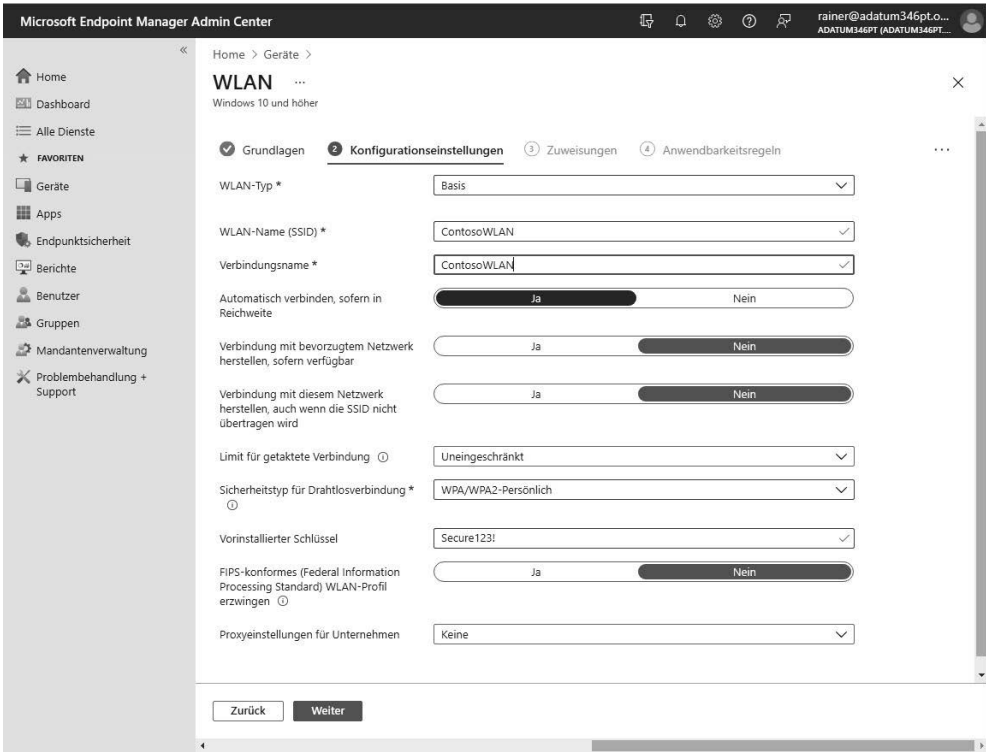 Microsoft Endpoint Manager Admin Center
rainer@adatum346pt.o...
ADATUM346PT (ADATUM346PT....
«
Home
Dashboard
Alle Dienste
FAVORITEN
Geräte
Apps
Endpunktsicherheit
Berichte
Benutzer
Gruppen
Mandantenverwaltung
Problembehandlung +
Support
Home > Geräte >
WLAN ...
Windows 10 und höher
Grundlagen
2 Konfigurationseinstellungen
3 Zuweisungen
4 Anwendbarkeitsregeln
...
WLAN-Typ *
Basis
WLAN-Name (SSID) *
ContosoWLAN
Verbindungsname *
ContosoWLAN
Automatisch verbinden, sofern in
Reichweite
Ja Nein
Verbindung mit bevorzugtem Netzwerk
herstellen, sofern verfügbar
Ja Nein
Verbindung mit diesem Netzwerk
herstellen, auch wenn die SSID nicht
übertragen wird
Ja Nein
Limit für getaktete Verbindung
Uneingeschränkt
Sicherheitstyp für Drahtlosverbindung *
WPA/WPA2-Persönlich
Vorinstallierter Schlüssel
Secure123!
FIPS-konformes (Federal Information
Processing Standard) WLAN-Profil
erzwingen
Ja Nein
Proxyeinstellungen für Unternehmen
Keine
Zurück
Weiter